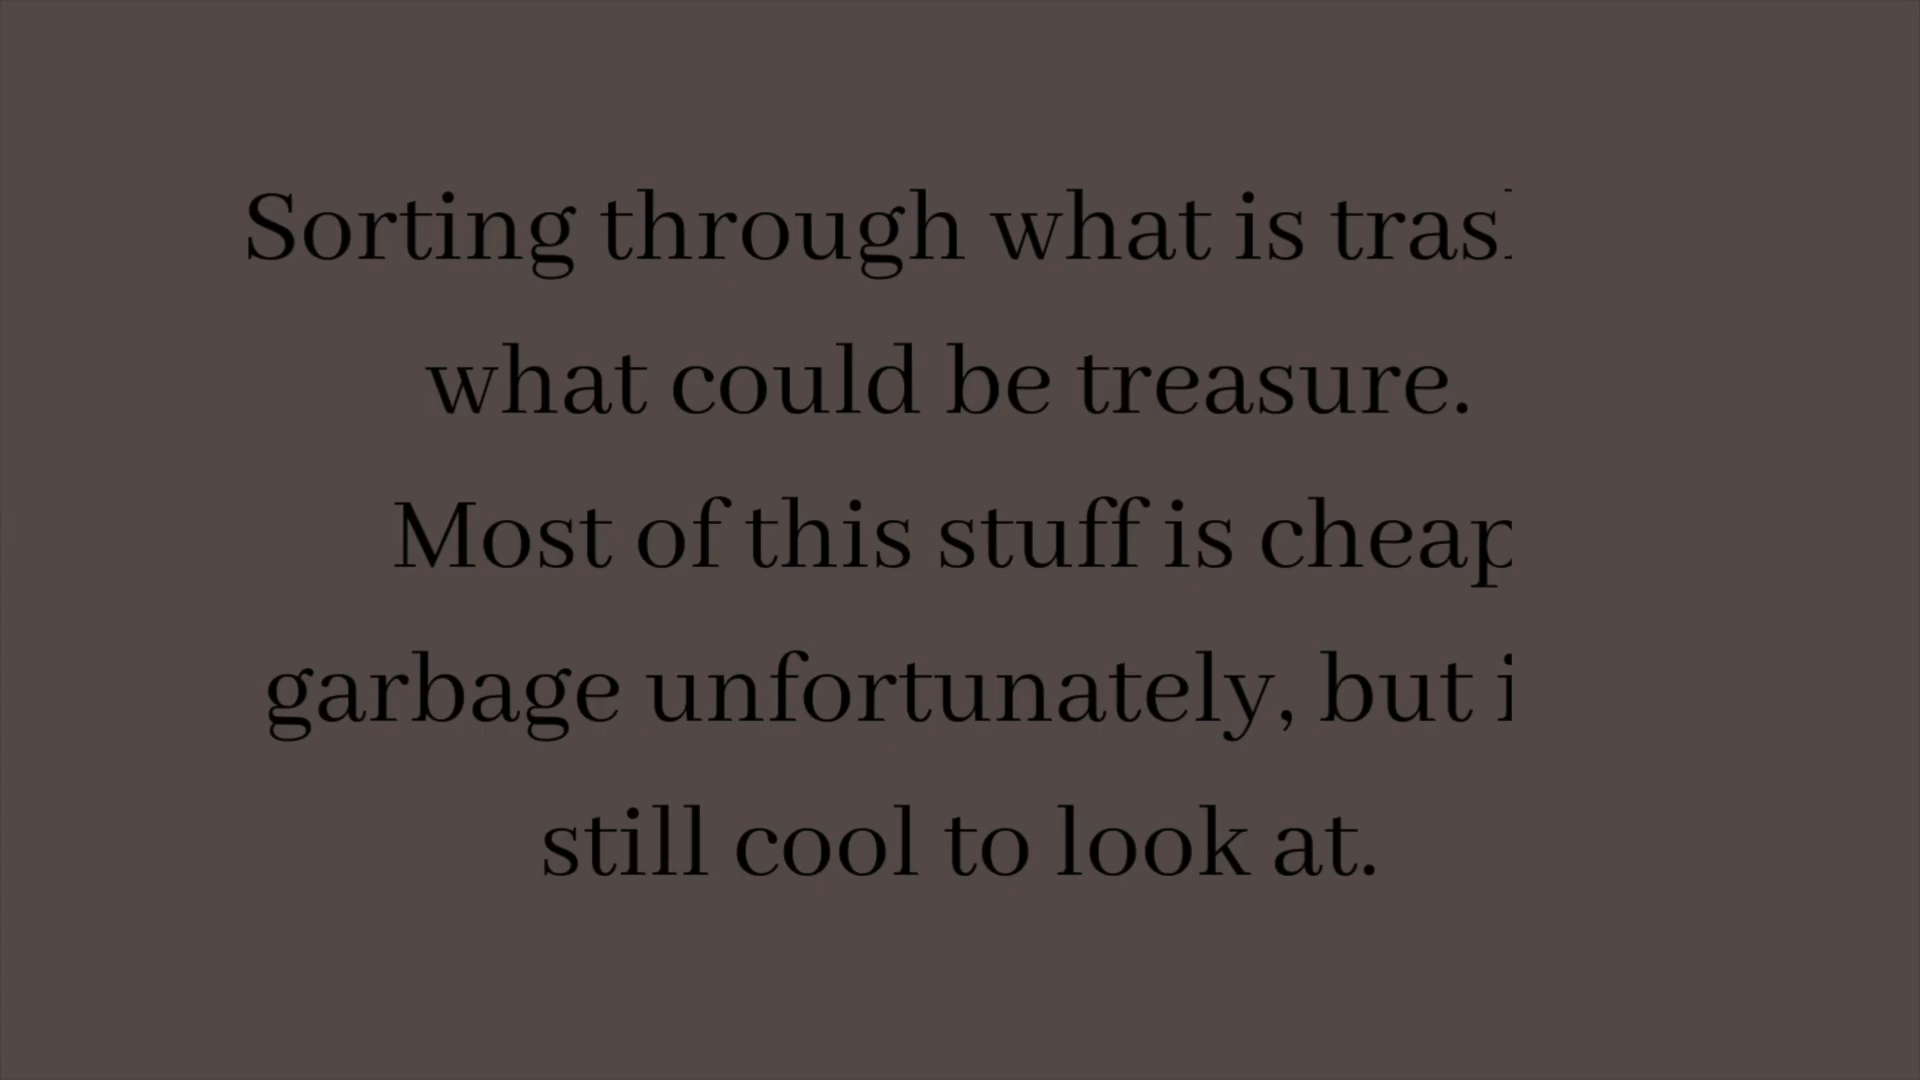 Sorting through what is tras
what could be treasure.
Most of this stuff is cheap
garbage unfortunately, but i
still cool to look at.